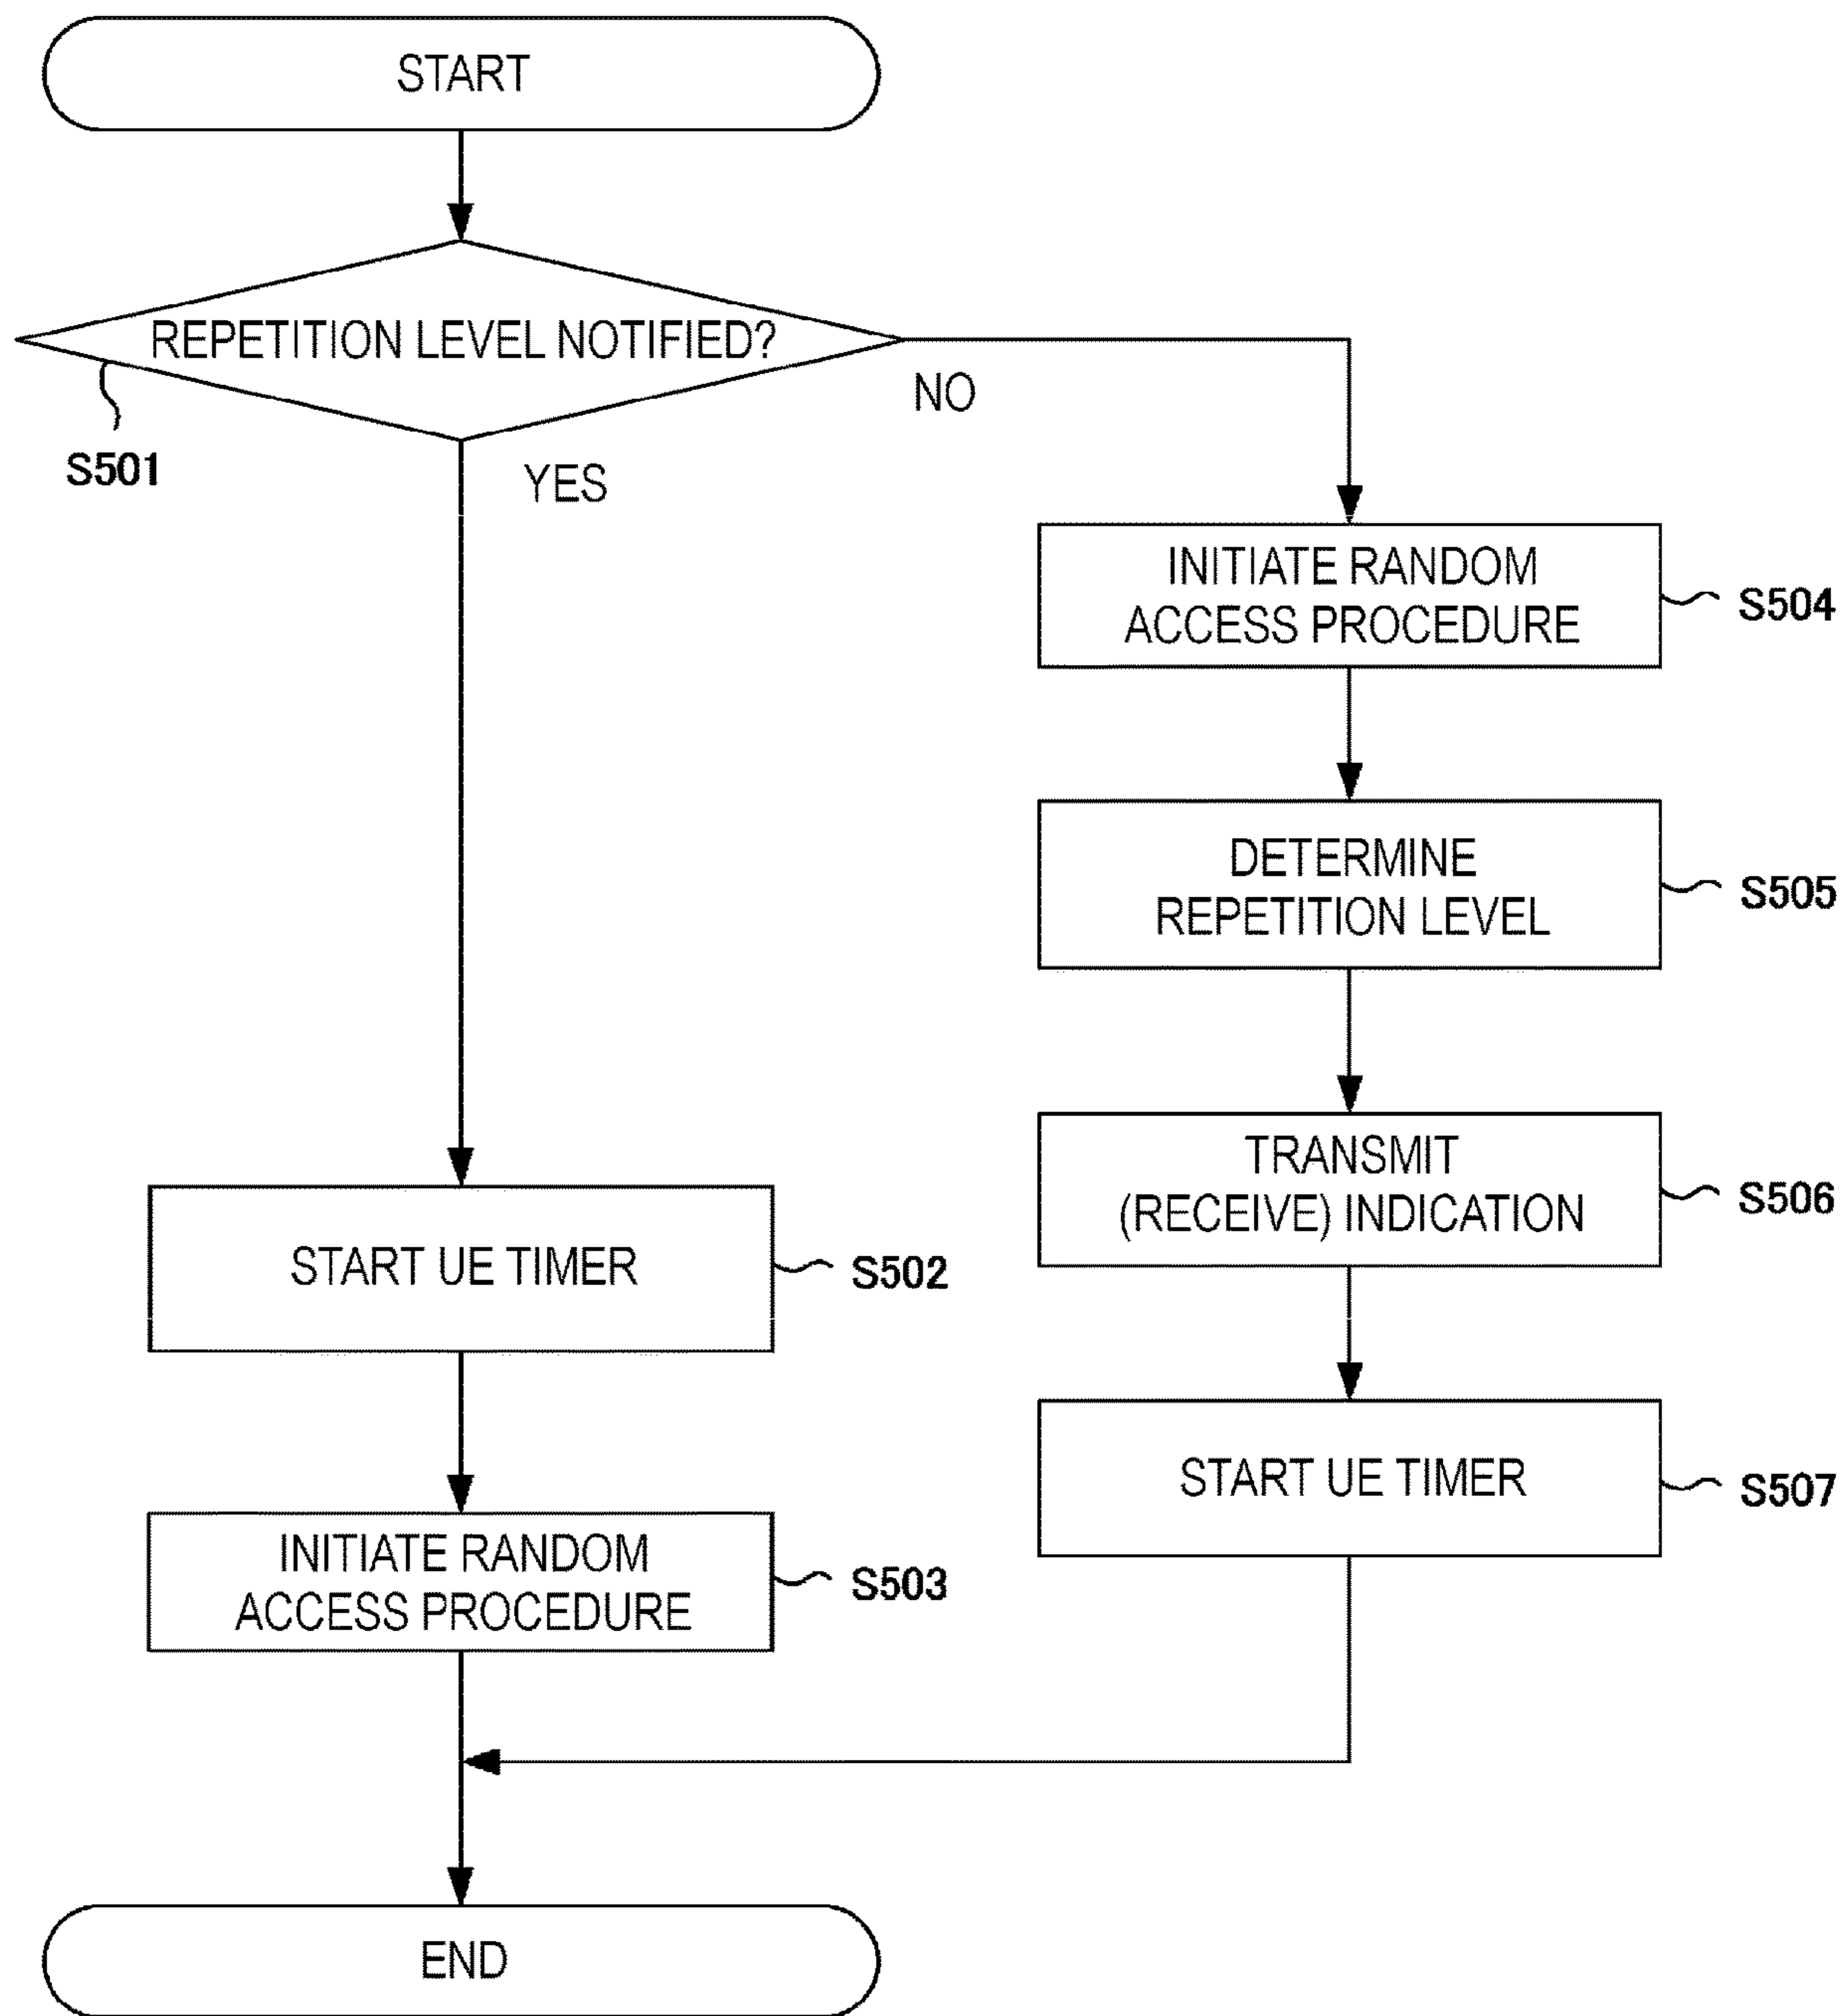 START
REPETITION LEVEL NOTIFIED?
S501
NO
YES
INITIATE RANDOM
ACCESS PROCEDURE
S504
DETERMINE
REPETITION LEVEL
S505
TRANSMIT
(RECEIVE) INDICATION
S506
START UE TIMER
S502
START UE TIMER
S507
INITIATE RANDOM
ACCESS PROCEDURE
S503
END